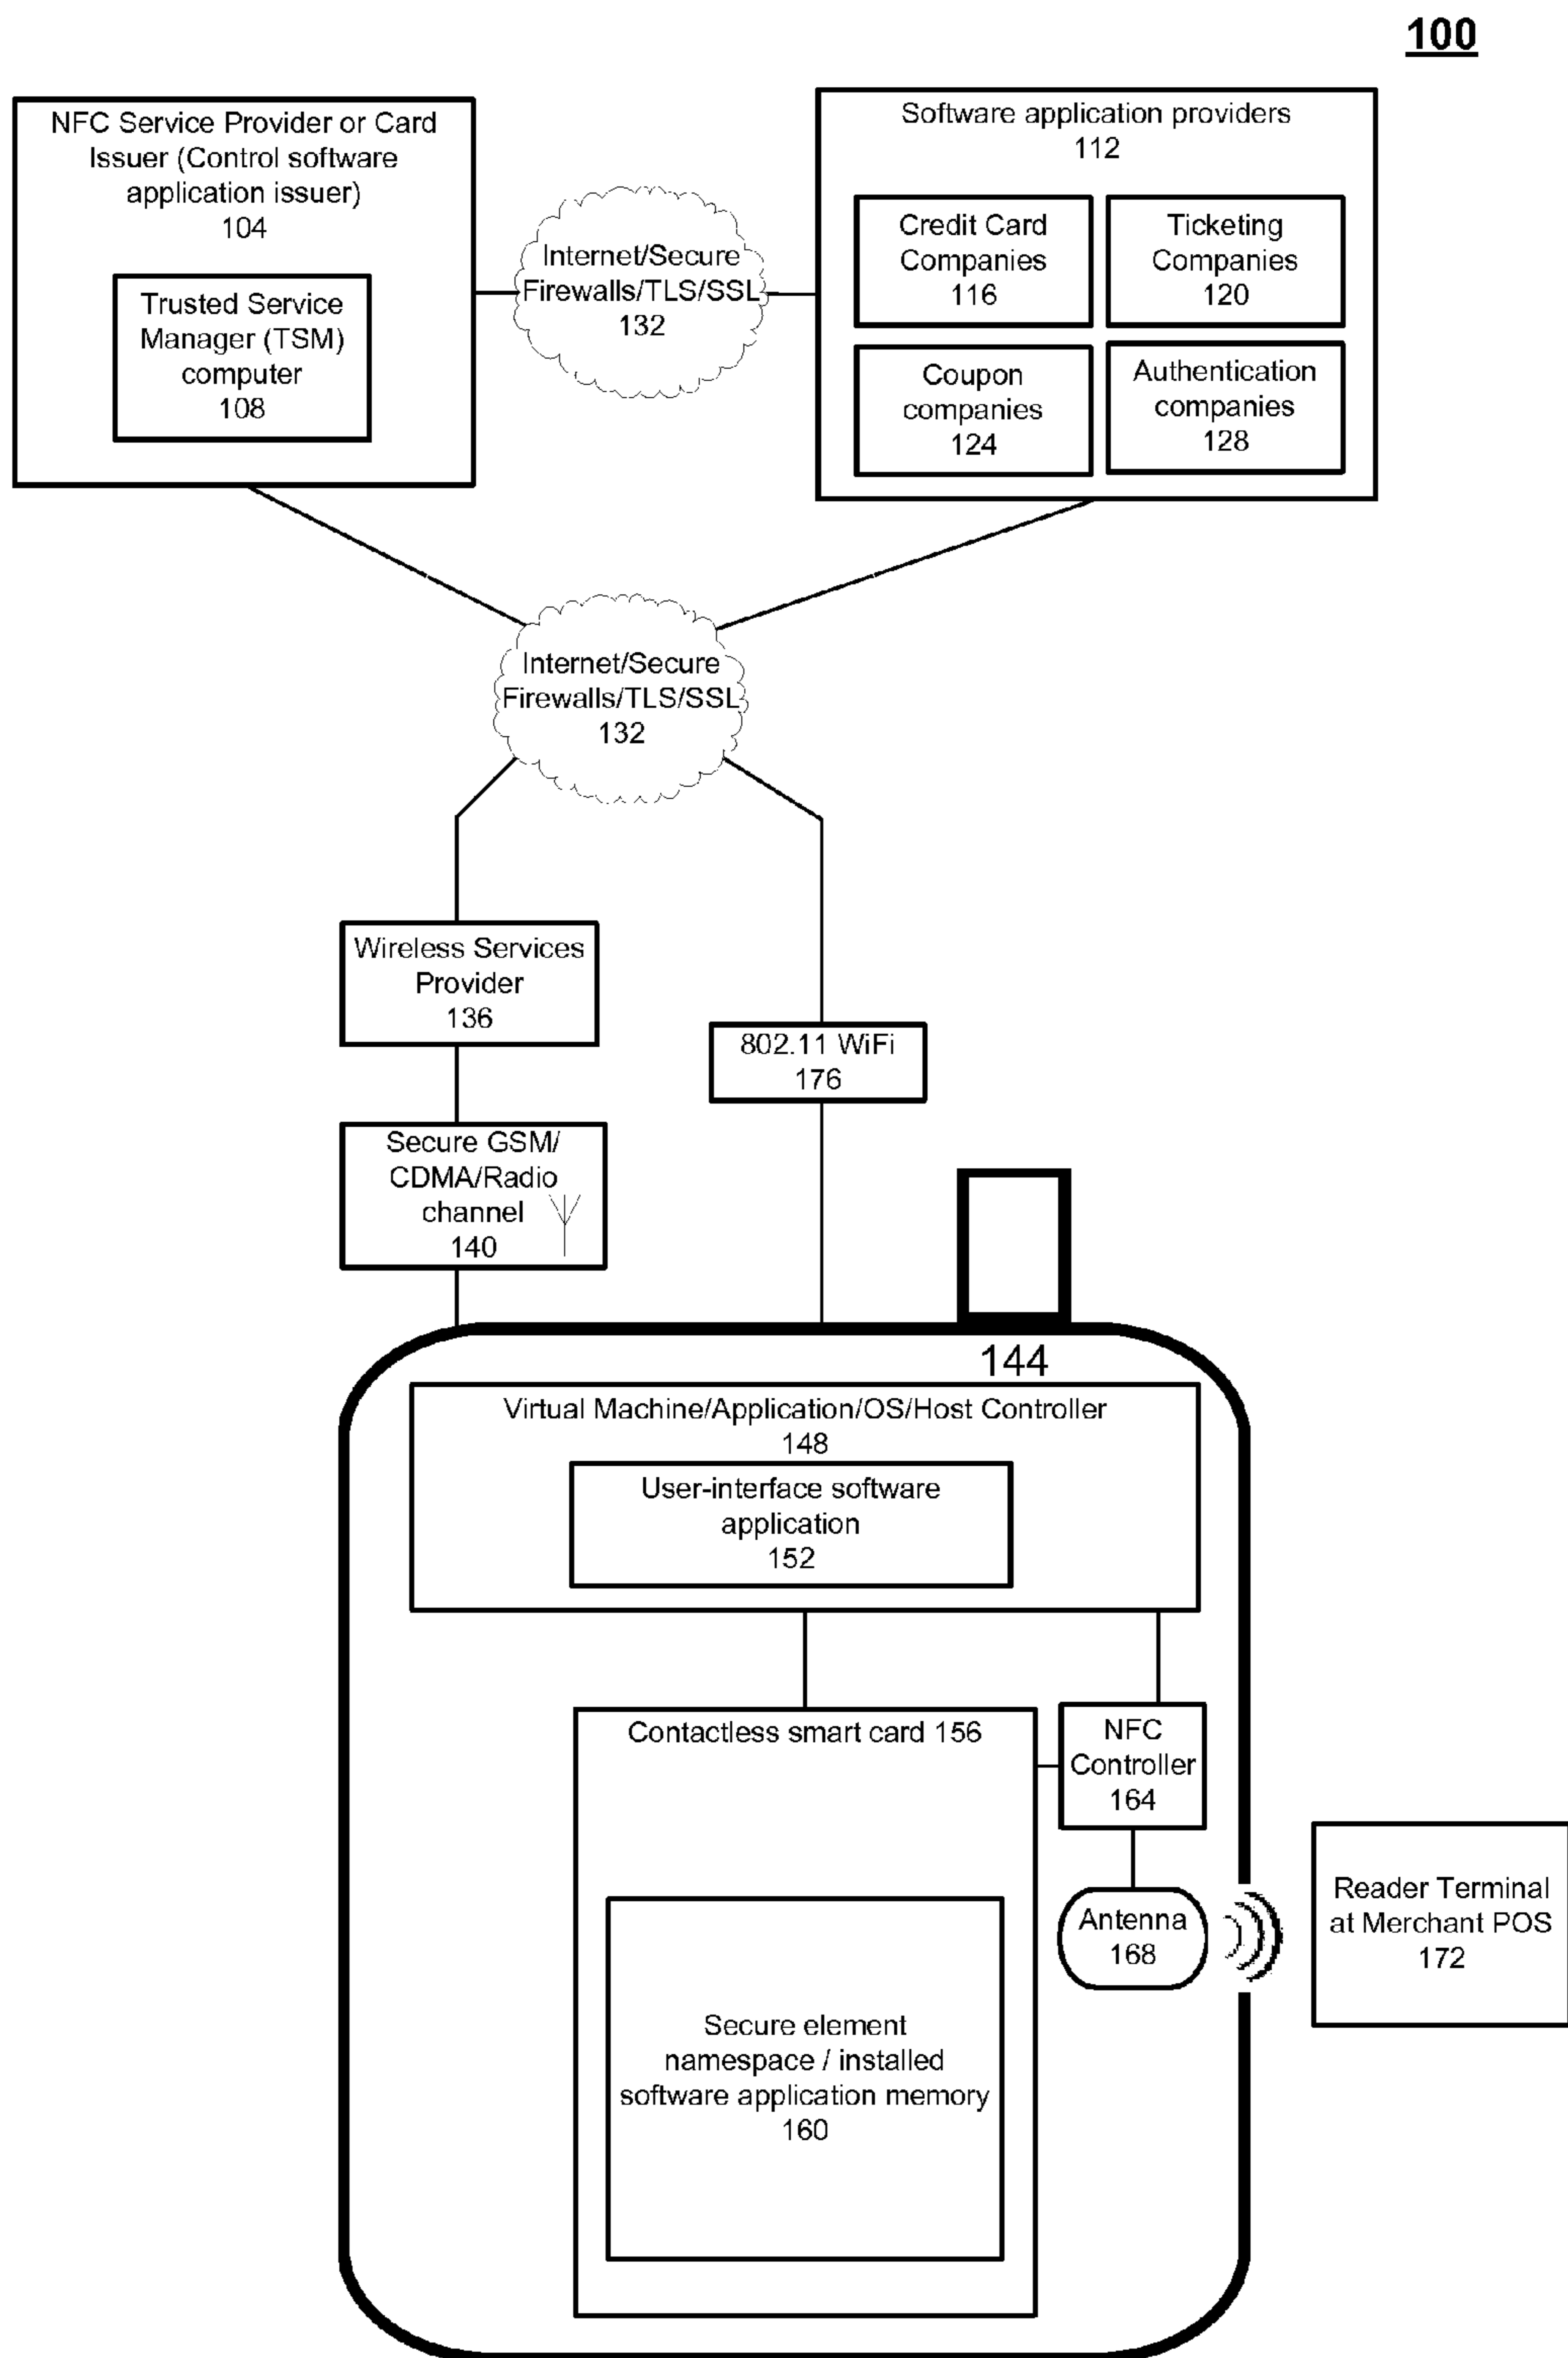 100
NFC Service Provider or Card
Issuer (Control software
application issuer)
104
Trusted Service
Manager (TSM)
computer
108
Internet/Secure
Firewalls/TLS/SSL
132
Software application providers
112
Credit Card
Companies
116
Ticketing
Companies
120
Coupon
companies
124
Authentication
companies
128
Internet/Secure
Firewalls/TLS/SSL
132
Wireless Services
Provider
136
802.11 WiFi
176
Secure GSM/
CDMA/Radio
channel
140
144
Virtual Machine/Application/OS/Host Controller
148
User-interface software
application
152
Contactless smart card 156
NFC
Controller
164
Antenna
168
Reader Terminal
at Merchant POS
172
Secure element
namespace / installed
software application memory
160